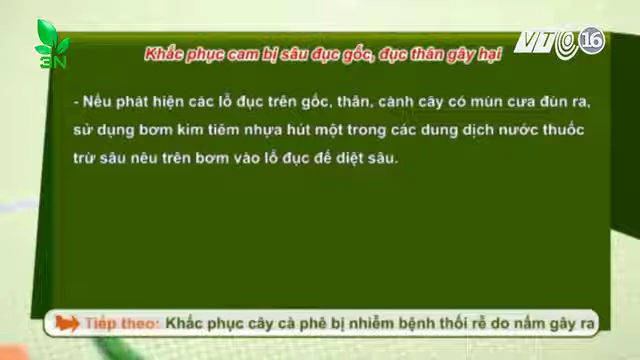 3N
VTC16
Khắc phục cam bị sâu đục gốc, đục thân gây hại
- Nếu phát hiện các lỗ đục trên gốc, thân, cành cây có mùn cưa đùn ra,
sử dụng bơm kim tiêm nhựa hút một trong các dung dịch nước thuốc
trừ sâu nêu trên bơm vào lỗ đục để diệt sâu.
Tiếp theo: Khắc phục cây cà phê bị nhiễm bệnh thối rễ do nấm gây ra